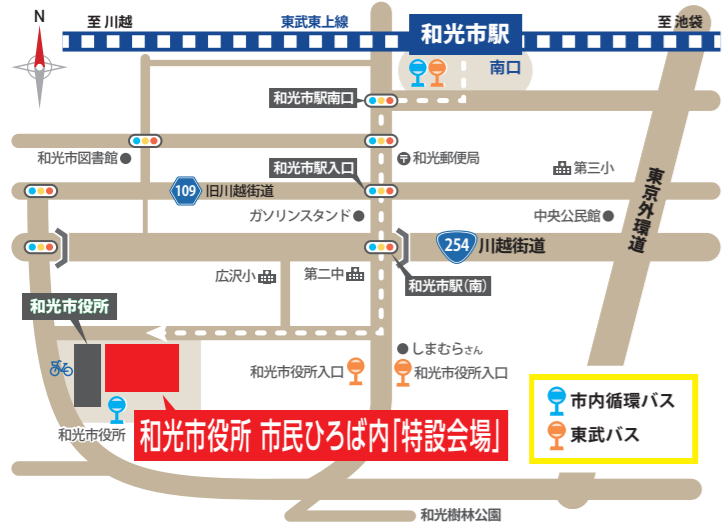 N
至 川越
東武東上線
和光市駅
至 池袋
南口
和光市駅南口
和光市図書館
和光郵便局
和光市駅入口
第三小
109
旧川越街道
ガソリンスタンド
中央公民館
東京外環道
254
川越街道
広沢小
第二中
和光市駅(南)
和光市役所
しまむらさん
和光市役所入口
和光市役所入口
和光市役所
和光市役所 市民ひろば内「特設会場」
市内循環バス
東武バス
和光樹林公園